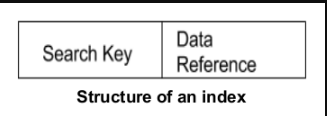 Search Key
Data
Reference
Structure of an index